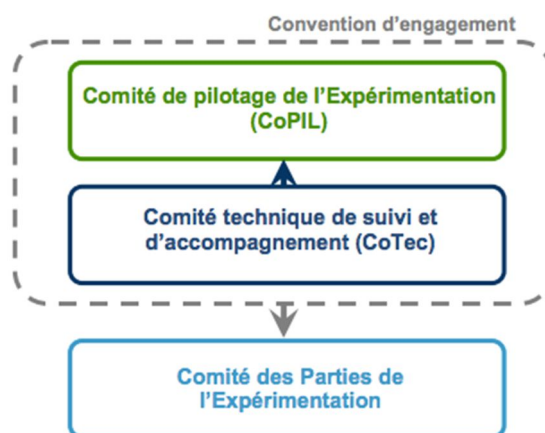 Convention d’engagement
Comité de pilotage de l’Expérimentation
(CoPIL)
Comité technique de suivi et
d’accompagnement (CoTec)
Comité des Parties de
l’Expérimentation